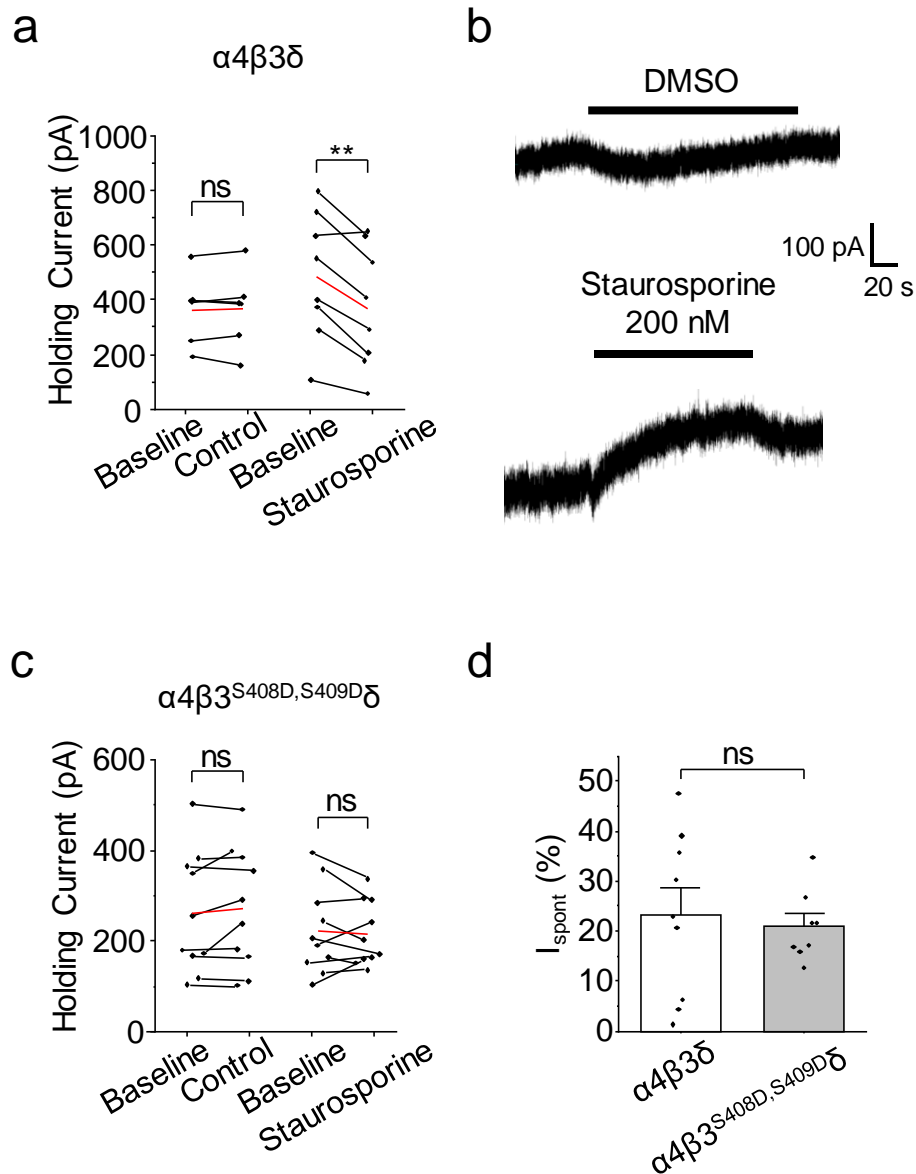 a
α4β3δ
Holding Current (pA)
1000
800
600
400
200
0
ns
**
Baseline
Control
Baseline
Staurosporine
b
DMSO
100 pA
20 s
Staurosporine
200 nM
c
α4β3S408D,S409Dδ
Holding Current (pA)
600
400
200
0
ns
ns
Baseline
Control
Baseline
Staurosporine
d
Ispont (%)
50
40
30
20
10
0
ns
α4β3δ
α4β3S408D,S409Dδ